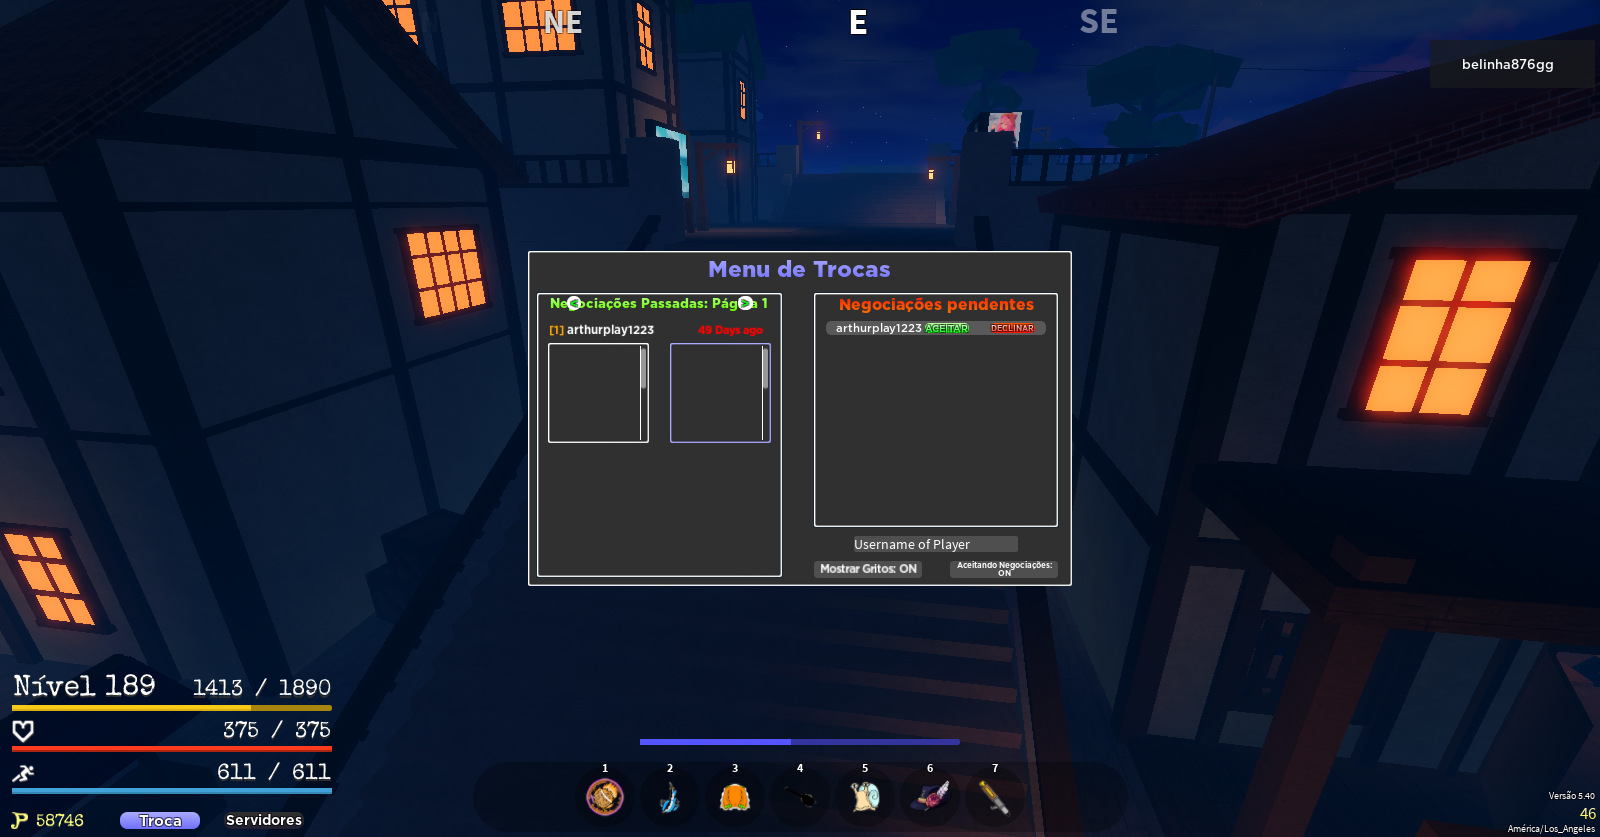 NE
E
SE
belinha876gg
Menu de Trocas
Negociações Passadas: Página 1
[1] arthurplay1223
49 Days ago
Negociações pendentes
arthurplay1223 ACEITAR DECLINAR
Username of Player
Mostrar Gritos: ON
Aceitando Negociações:
ON
Nível 189 1413 / 1890
375 / 375
611 / 611
58746
Troca
Servidores
1 2 3 4 5 6 7
Versão 5.40
46
América/Los_Angeles